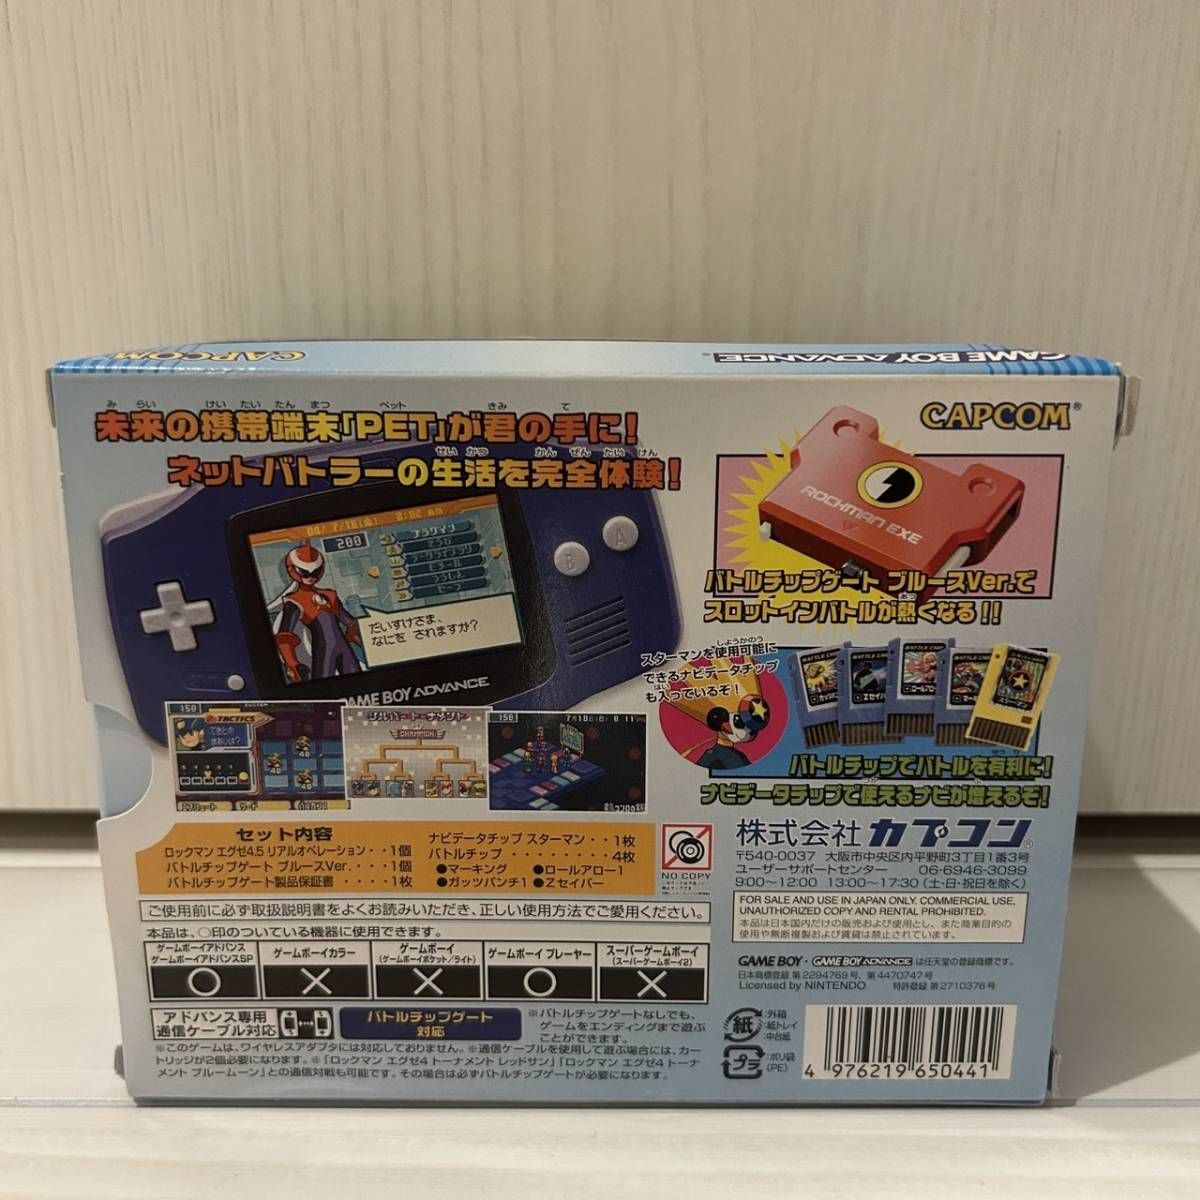 CAPCOM
GAME BOY ADVANCE
CAPCOM
未来の携帯端末「PET」が君の手に!
ネットバトラーの生活を完全体験!
200
プラグイン
だいすけさま、
なにを されますか?
B
A
START
GAME BOY ADVANCE
ROCKMAN EXE
バトルチップゲート ブルースVer.で
スロットインバトルが熱くなる!!
スターマンを使用可能に
できるナビデータチップ
も入っているぞ!
BATTLE CHIP
バトルチップでバトルを有利に!
ナビデータチップで使えるナビが増えるぞ!
150
TACTICS
シルバートーナメント
CHAMPION
150
セット内容
ロックマン エグゼ4.5 リアルオペレーション・・1個
バトルチップゲート ブルースVer.・・・1個
バトルチップゲート製品保証書・・・・1枚
ナビデータチップ スターマン・・1枚
バトルチップ・・・・・・・・4枚
●マーキング ●ロールアロー1
●ガッツパンチ1 ●Zセイバー
NO COPY
株式会社 カプコン
〒540-0037 大阪市中央区内平野町3丁目1番3号
ユーザーサポートセンター 06-6946-3099
9:00〜12:00 13:00〜17:30 (土・日・祝日を除く)
FOR SALE AND USE IN JAPAN ONLY. COMMERCIAL USE,
UNAUTHORIZED COPY AND RENTAL PROHIBITED.
本品は日本国内だけの販売および使用とし、また商業目的の
使用や無断複製および賃貸は禁止します。
GAME BOY・GAME BOY ADVANCEは任天堂の登録商標です。
日本商標登録 第2294769号、第4470747号
Licensed by NINTENDO 特許登録 第2710378号
ご使用前に必ず取扱説明書をよくお読みいただき、正しい使用方法でご愛用ください。
本品は、○印のついている機器に使用できます。
ゲームボーイアドバンス
ゲームボーイアドバンスSP
ゲームボーイカラー
ゲームボーイ
(ゲームボーイポケット/ライト)
ゲームボーイ プレーヤー
スーパーゲームボーイ
(スーパーゲームボーイ2)
アドバンス専用
通信ケーブル対応
バトルチップゲート
対応
※バトルチップゲートなしでも、
ゲームをエンディングまで遊ぶ
ことができます。
※このゲームは、ワイヤレスアダプタには対応しておりません。※通信ケーブルを使用して遊ぶ場合には、カー
トリッジが2個必要になります。※「ロックマン エグゼ4 トーナメント レッドサン」「ロックマン エグゼ4 トーナ
メント ブルームーン」との通信対戦も可能です。その場合は必ずバトルチップゲートが必要になります。
紙
:外箱
:紙トレイ
:中台紙
プラ
:ポリ袋
(PE)
4 976219 650441